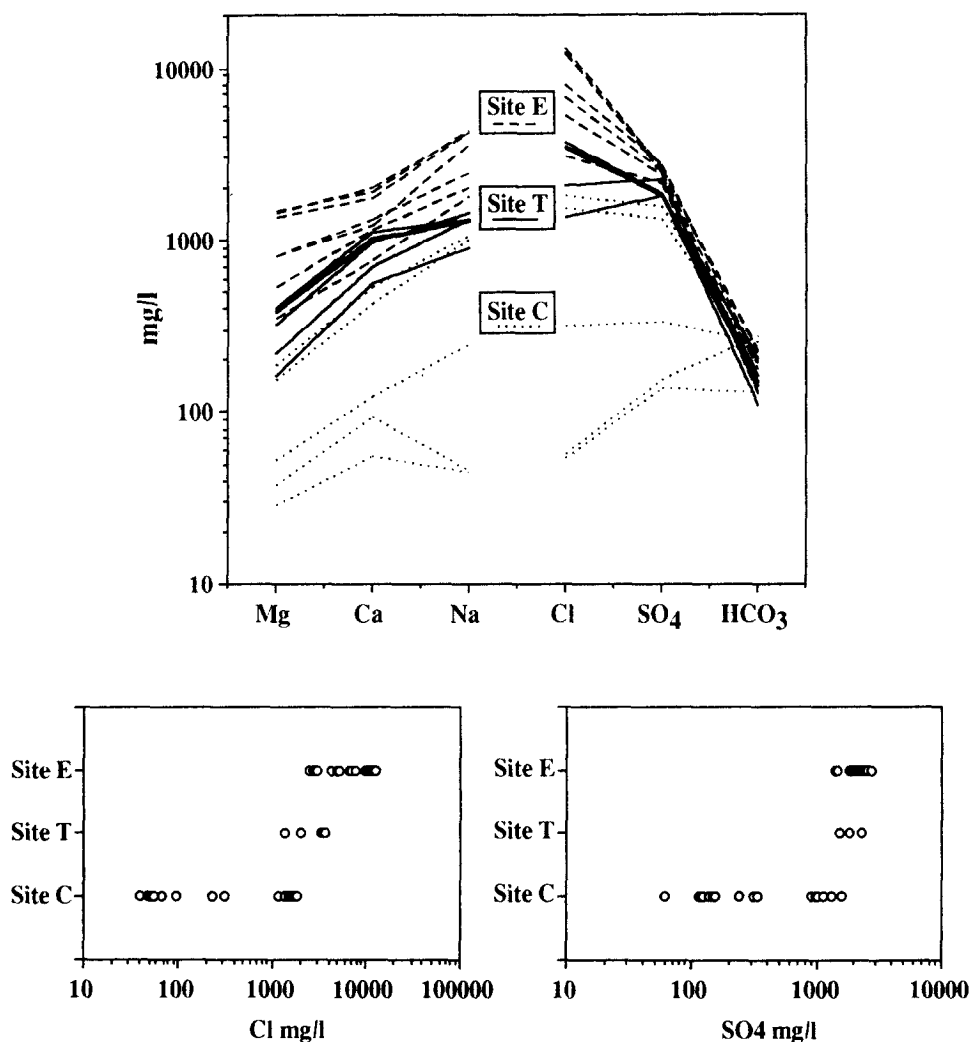 10000
Site E
mg/l
Site T
1000
Site C
100
10
Mg Ca Na Cl SO4 HCO3
Site E
Site T
Site C
10 100 1000 10000 100000
Cl mg/l
Site E
Site T
Site C
10 100 1000 10000
SO4 mg/l